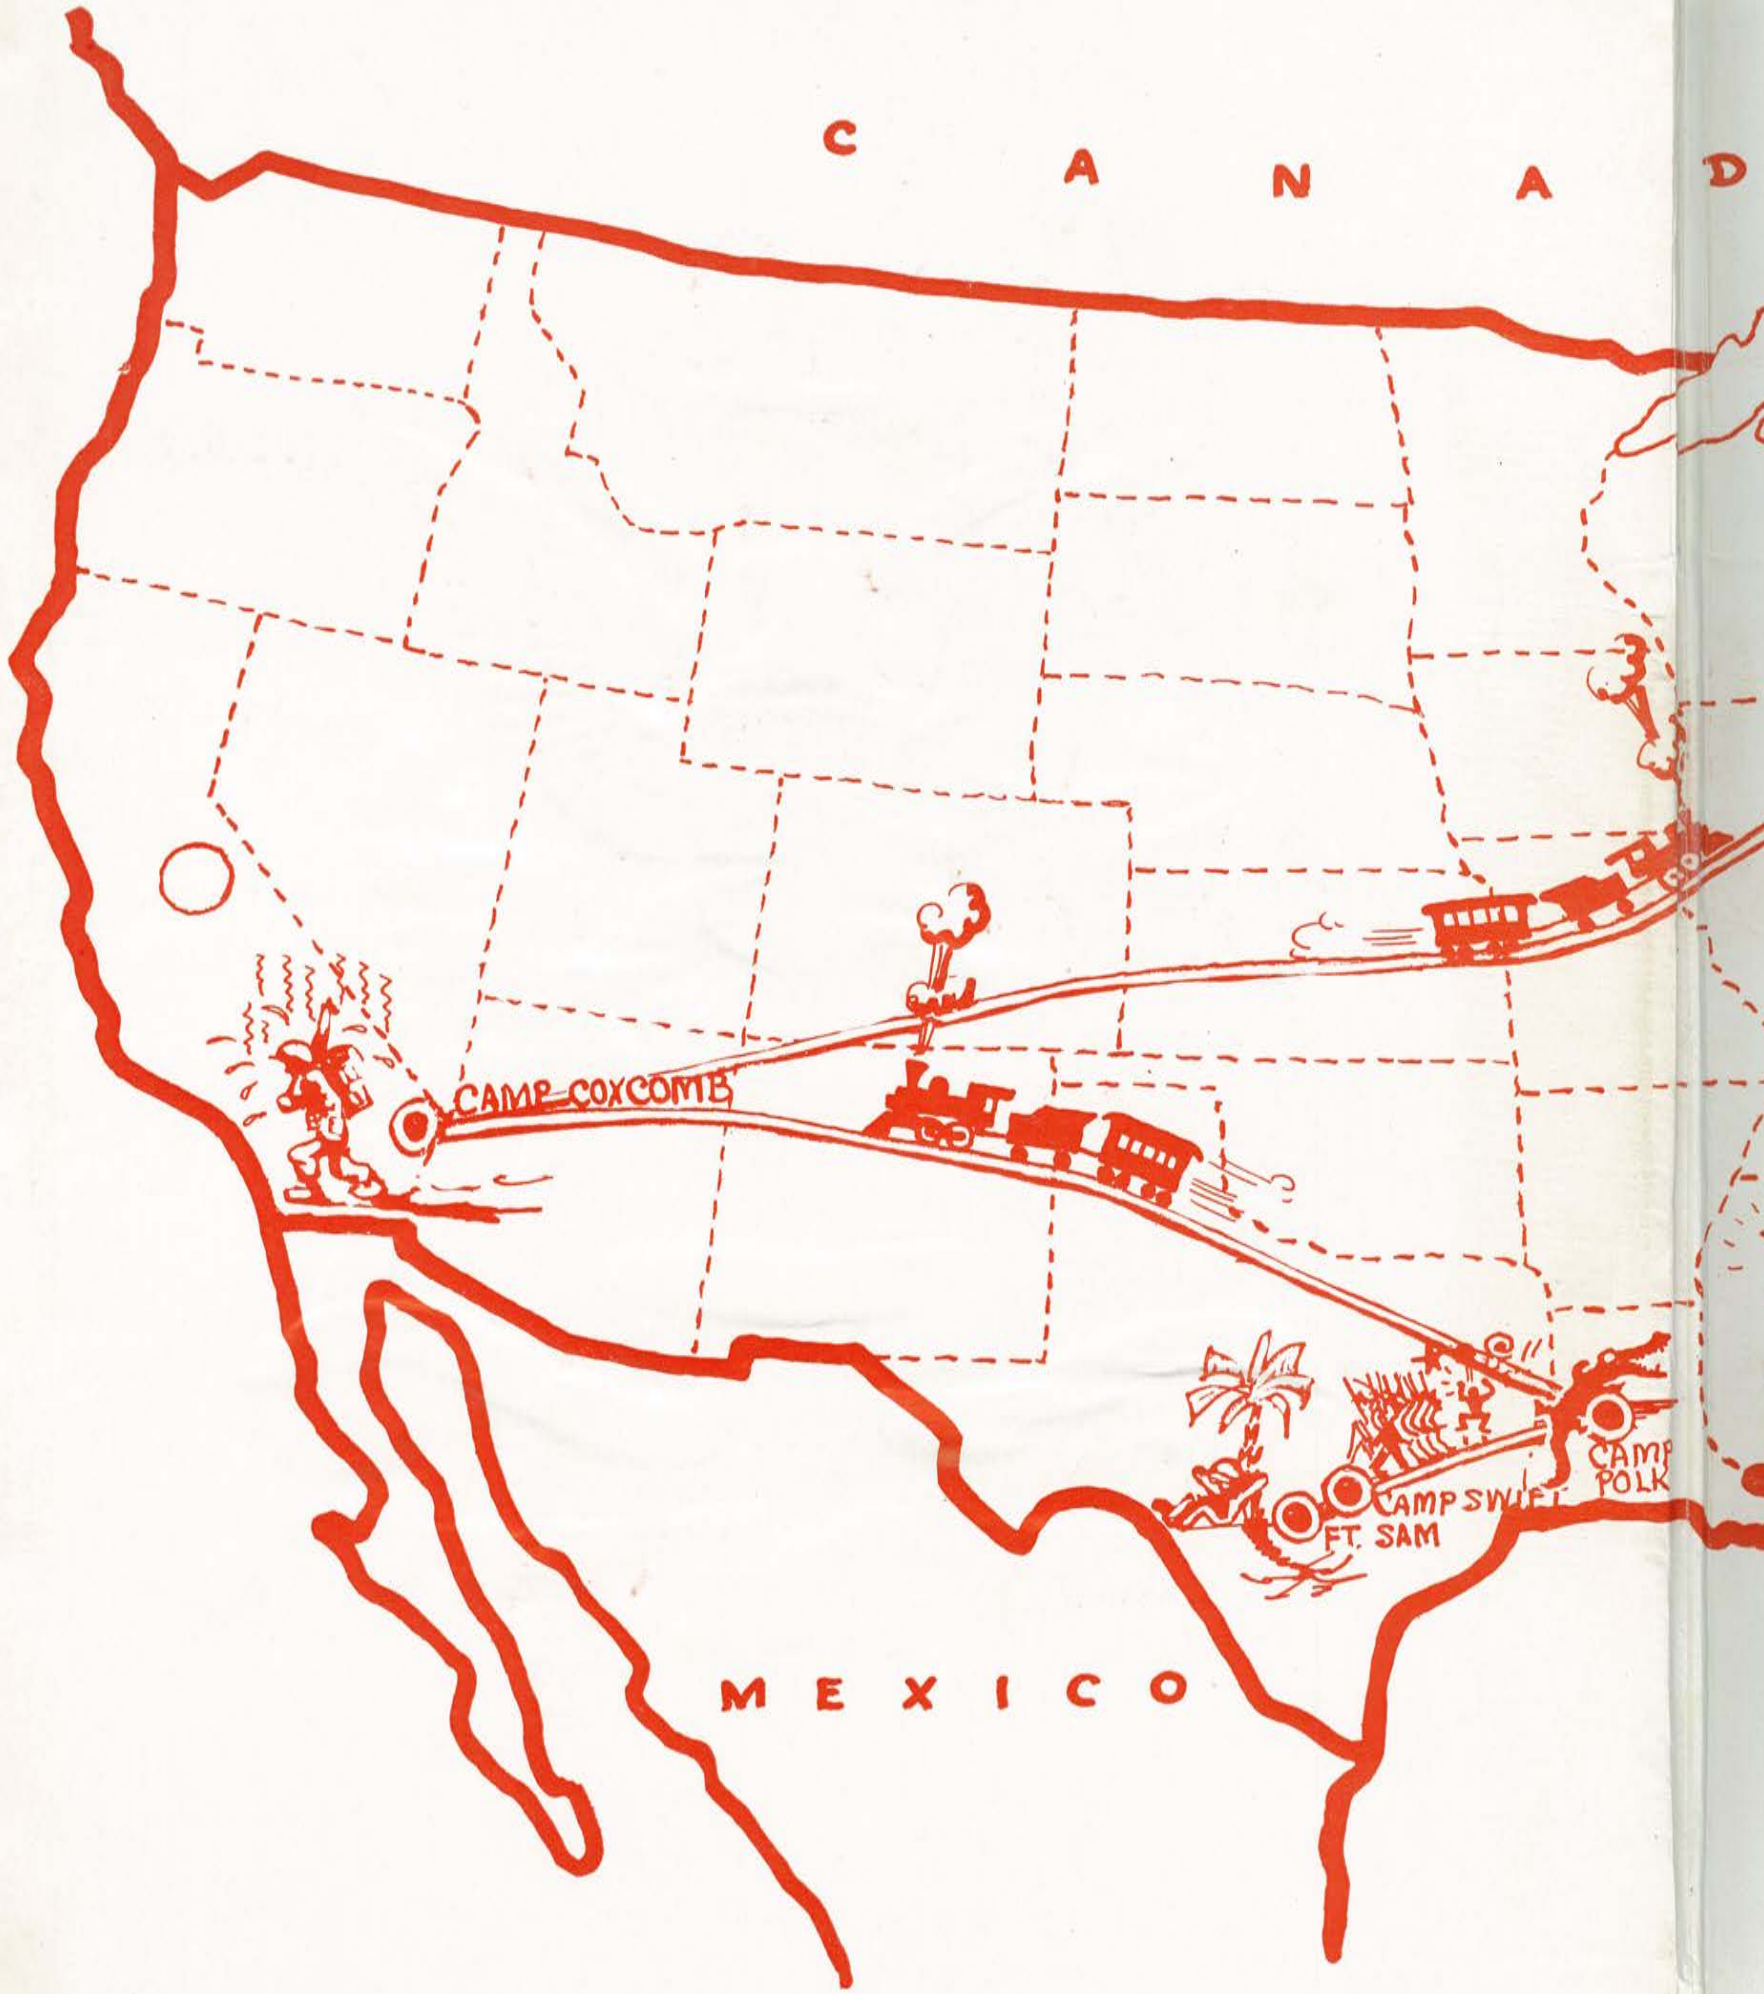 C A N A D
CAMP COXCOMB
CAMP
POLK
CAMP SWIFT
FT. SAM
M E X I C O